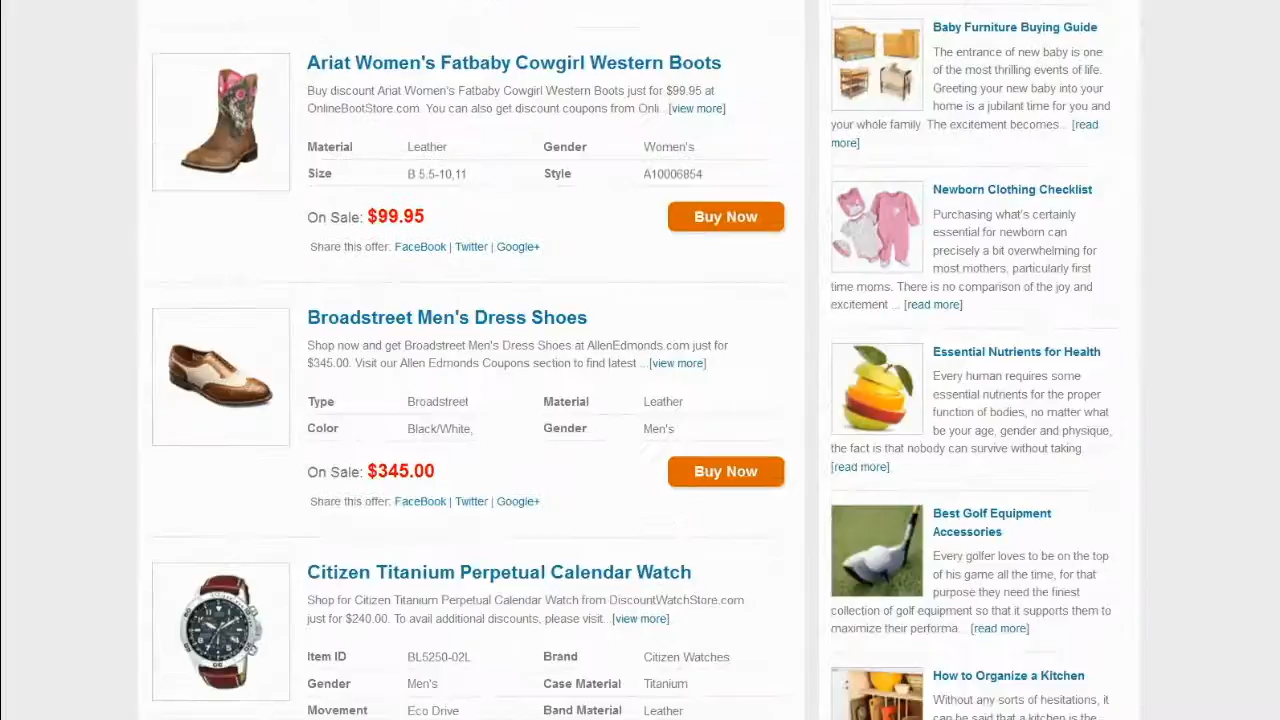 Ariat Women's Fatbaby Cowgirl Western Boots
Buy discount Ariat Women's Fatbaby Cowgirl Western Boots just for $99.95 at
OnlineBootStore.com. You can also get discount coupons from Onli...[view more]
Material Leather Gender Women's
Size B 5.5-10,11 Style A10006854
On Sale: $99.95 Buy Now
Share this offer: FaceBook | Twitter | Google+
Broadstreet Men's Dress Shoes
Shop now and get Broadstreet Men's Dress Shoes at AllenEdmonds.com just for
$345.00. Visit our Allen Edmonds Coupons section to find latest ...[view more]
Type Broadstreet Material Leather
Color Black/White, Gender Men's
On Sale: $345.00 Buy Now
Share this offer: FaceBook | Twitter | Google+
Citizen Titanium Perpetual Calendar Watch
Shop for Citizen Titanium Perpetual Calendar Watch from DiscountWatchStore.com
just for $240.00. To avail additional discounts, please visit...[view more]
Item ID BL5250-02L Brand Citizen Watches
Gender Men's Case Material Titanium
Movement Eco Drive Band Material Leather
Baby Furniture Buying Guide
The entrance of new baby is one
of the most thrilling events of life.
Greeting your new baby into your
home is a jubilant time for you and
your whole family. The excitement becomes... [read
more]
Newborn Clothing Checklist
Purchasing what's certainly
essential for newborn can
precisely a bit overwhelming for
most mothers, particularly first
time moms. There is no comparison of the joy and
excitement ... [read more]
Essential Nutrients for Health
Every human requires some
essential nutrients for the proper
function of bodies, no matter what
be your age, gender and physique,
the fact is that nobody can survive without taking
[read more]
Best Golf Equipment
Accessories
Every golfer loves to be on the top
of his game all the time, for that
purpose they need the finest
collection of golf equipment so that it supports them to
maximize their performa... [read more]
How to Organize a Kitchen
Without any sorts of hesitations, it
can be said that a kitchen is the